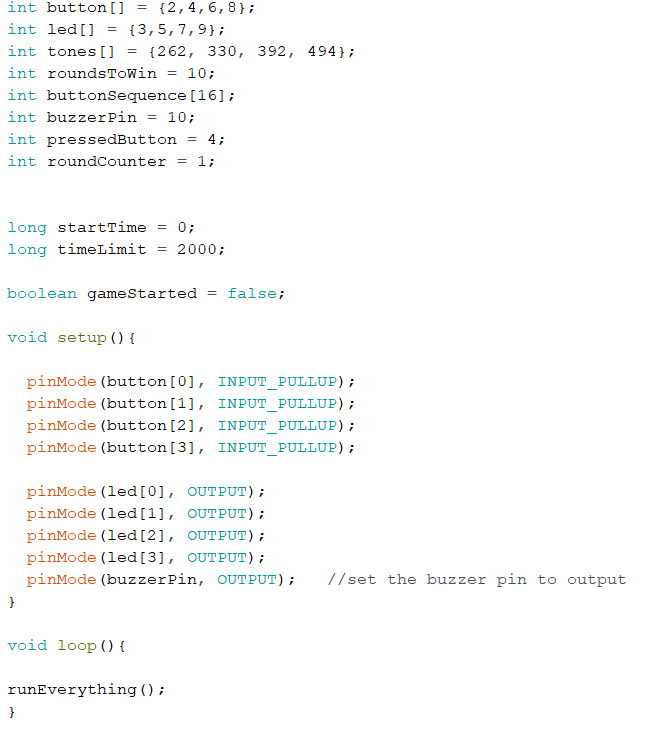 int button[] = {2,4,6,8};
int led[] = {3,5,7,9};
int tones[] = {262, 330, 392, 494};
int roundsToWin = 10;
int buttonSequence[16];
int buzzerPin = 10;
int pressedButton = 4;
int roundCounter = 1;
long startTime = 0;
long timeLimit = 2000;
boolean gameStarted = false;
void setup(){
pinMode(button[0], INPUT_PULLUP);
pinMode(button[1], INPUT_PULLUP);
pinMode(button[2], INPUT_PULLUP);
pinMode(button[3], INPUT_PULLUP);
pinMode(led[0], OUTPUT);
pinMode(led[1], OUTPUT);
pinMode(led[2], OUTPUT);
pinMode(led[3], OUTPUT);
pinMode(buzzerPin, OUTPUT);   //set the buzzer pin to output
}
void loop(){
runEverything();
}